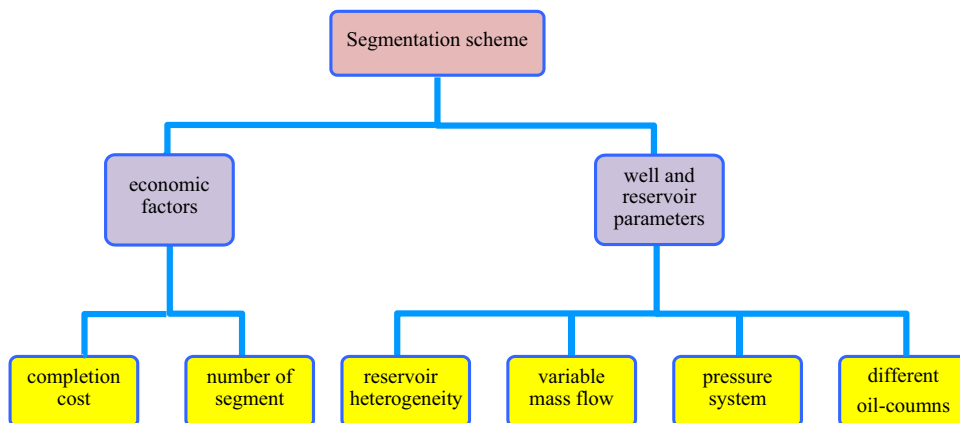 Segmentation scheme
economic
factors
well and
reservoir
parameters
completion
cost
number of
segment
reservoir
heterogeneity
variable
mass flow
pressure
system
different
oil-coumns